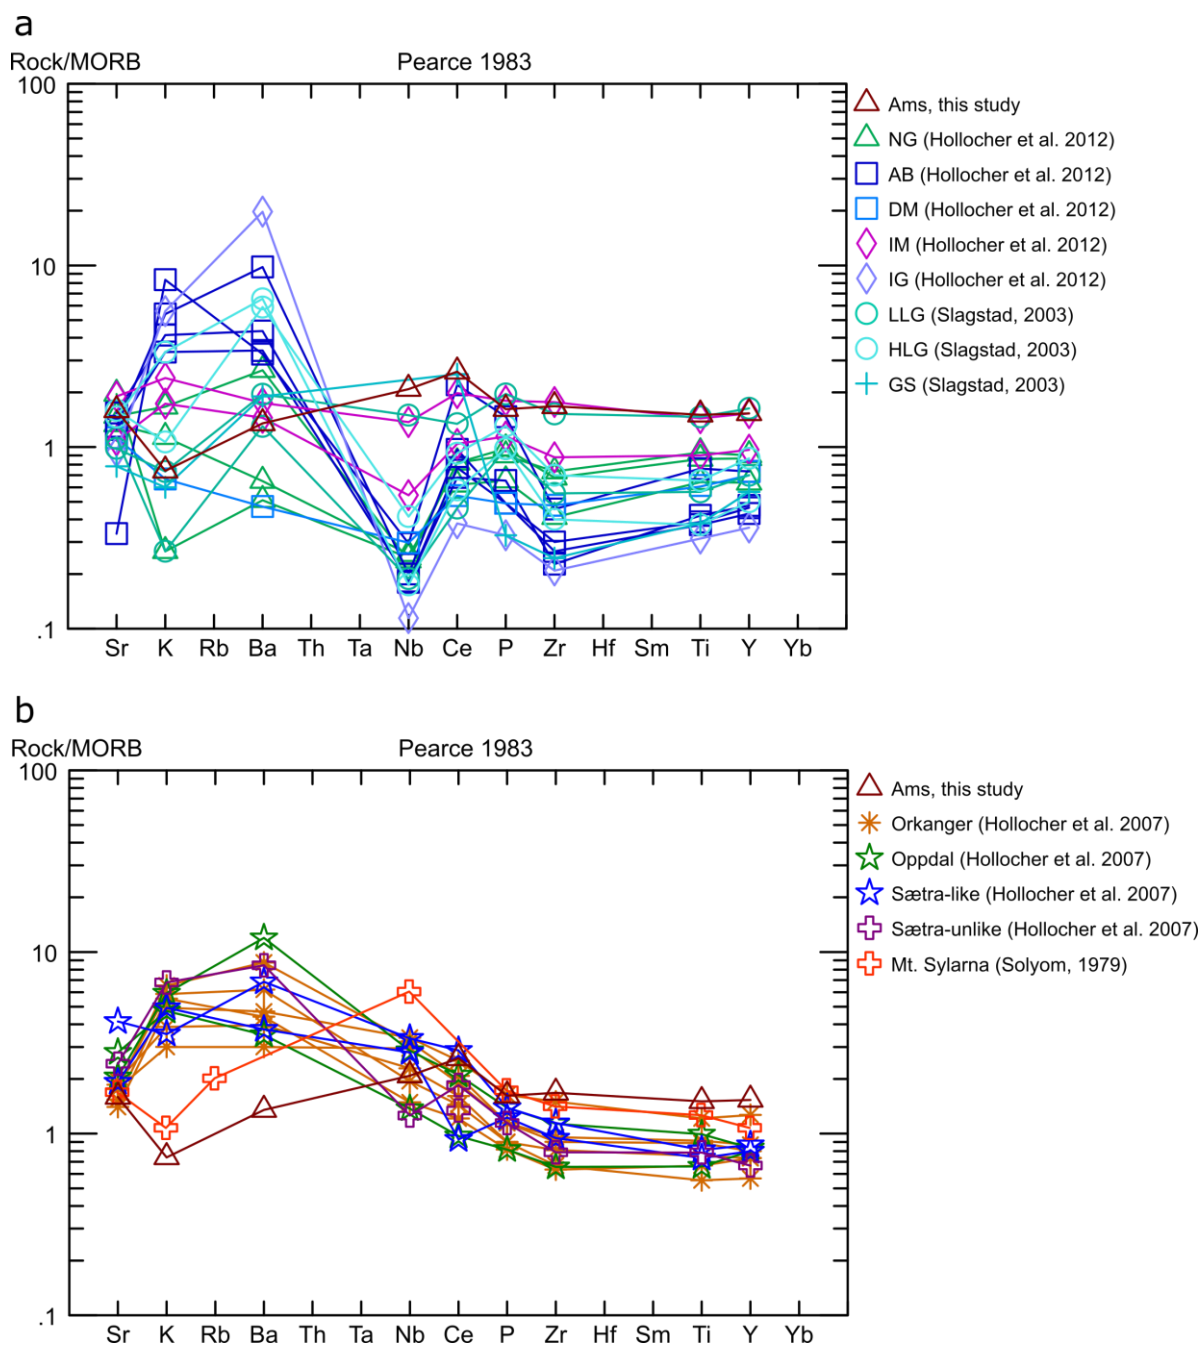 a
Rock/MORB Pearce 1983
100
10
1
.1
Sr K Rb Ba Th Ta Nb Ce P Zr Hf Sm Ti Y Yb
Ams, this study
NG (Hollocher et al. 2012)
AB (Hollocher et al. 2012)
DM (Hollocher et al. 2012)
IM (Hollocher et al. 2012)
IG (Hollocher et al. 2012)
LLG (Slagstad, 2003)
HLG (Slagstad, 2003)
GS (Slagstad, 2003)
b
Rock/MORB Pearce 1983
100
10
1
.1
Sr K Rb Ba Th Ta Nb Ce P Zr Hf Sm Ti Y Yb
Ams, this study
Orkanger (Hollocher et al. 2007)
Oppdal (Hollocher et al. 2007)
Sætra-like (Hollocher et al. 2007)
Sætra-unlike (Hollocher et al. 2007)
Mt. Sylarna (Solyom, 1979)